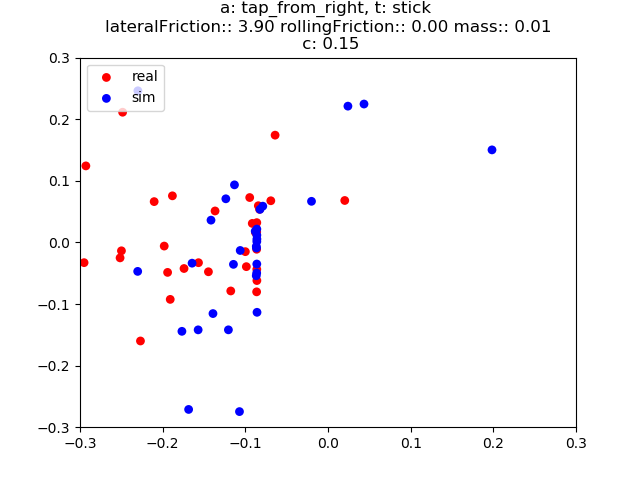 a: tap_from_right, t: stick
lateralFriction:: 3.90 rollingFriction:: 0.00 mass:: 0.01
c: 0.15
real
sim
0.3
0.2
0.1
0.0
−0.1
−0.2
−0.3
−0.3 −0.2 −0.1 0.0 0.1 0.2 0.3